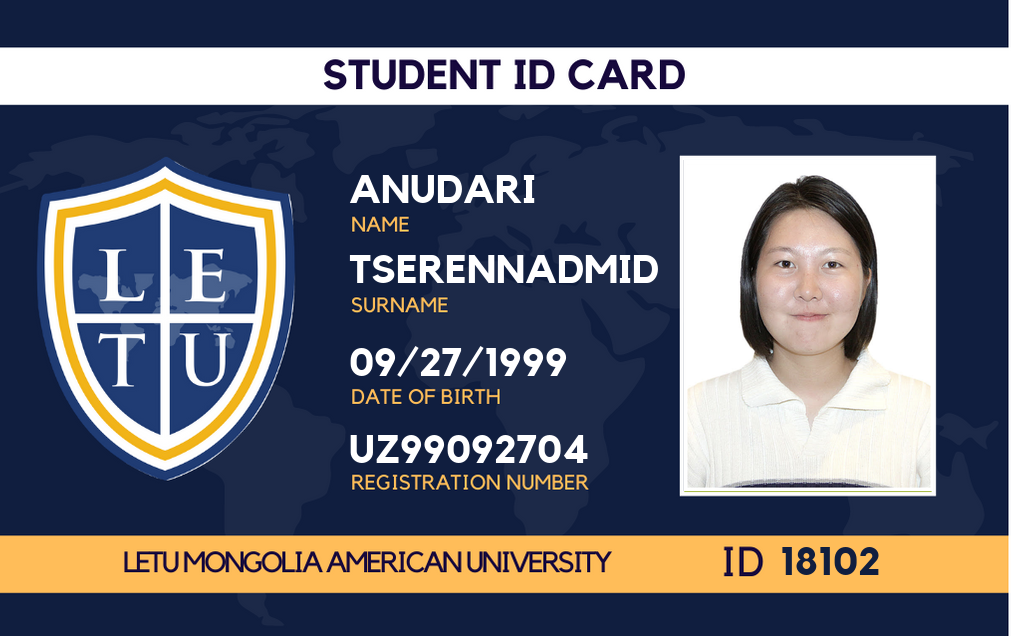 STUDENT ID CARD
L E
T U
ANUDARI
NAME
TSERENNADMID
SURNAME
09/27/1999
DATE OF BIRTH
UZ99092704
REGISTRATION NUMBER
LETU MONGOLIA AMERICAN UNIVERSITY
ID 18102